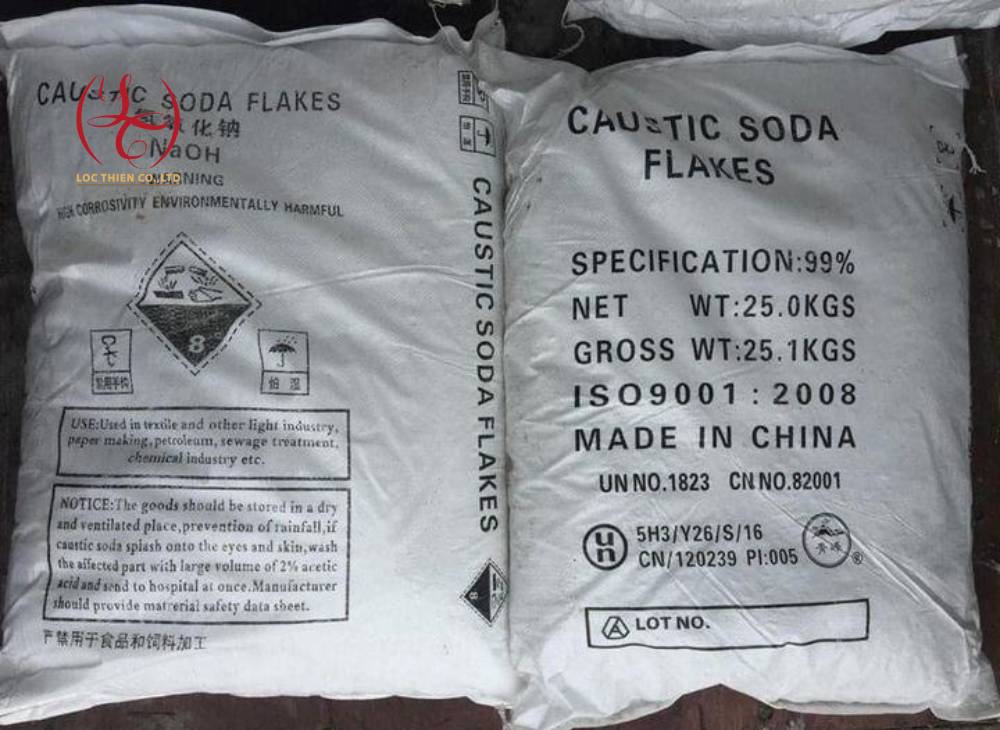 CAUSTIC SODA FLAKES
氢氧化钠
NaOH
LOC THIEN CO.,LTD
WARNING
HIGH CORROSIVITY ENVIRONMENTALLY HARMFUL
8
禁用手钩
怕湿
USE:Used in textile and other light industry,
paper making,petroleum, sewage treatment,
chemical industry etc.
NOTICE:The goods should be stored in a dry
and ventilated place,prevention of rainfall,if
caustic soda splash onto the eyes and skin,wash
the affected part with large volume of 2% acetic
acid and send to hospital at once.Manufacturer
should provide material safety data sheet.
严禁用于食品和饲料加工
CAUSTIC SODA FLAKES
8
CAUSTIC SODA
FLAKES
SPECIFICATION:99%
NET WT:25.0KGS
GROSS WT:25.1KGS
ISO9001:2008
MADE IN CHINA
UN NO.1823 CN NO.82001
un
5H3/Y26/S/16
CN/120239 PI:005
®
A LOT NO.